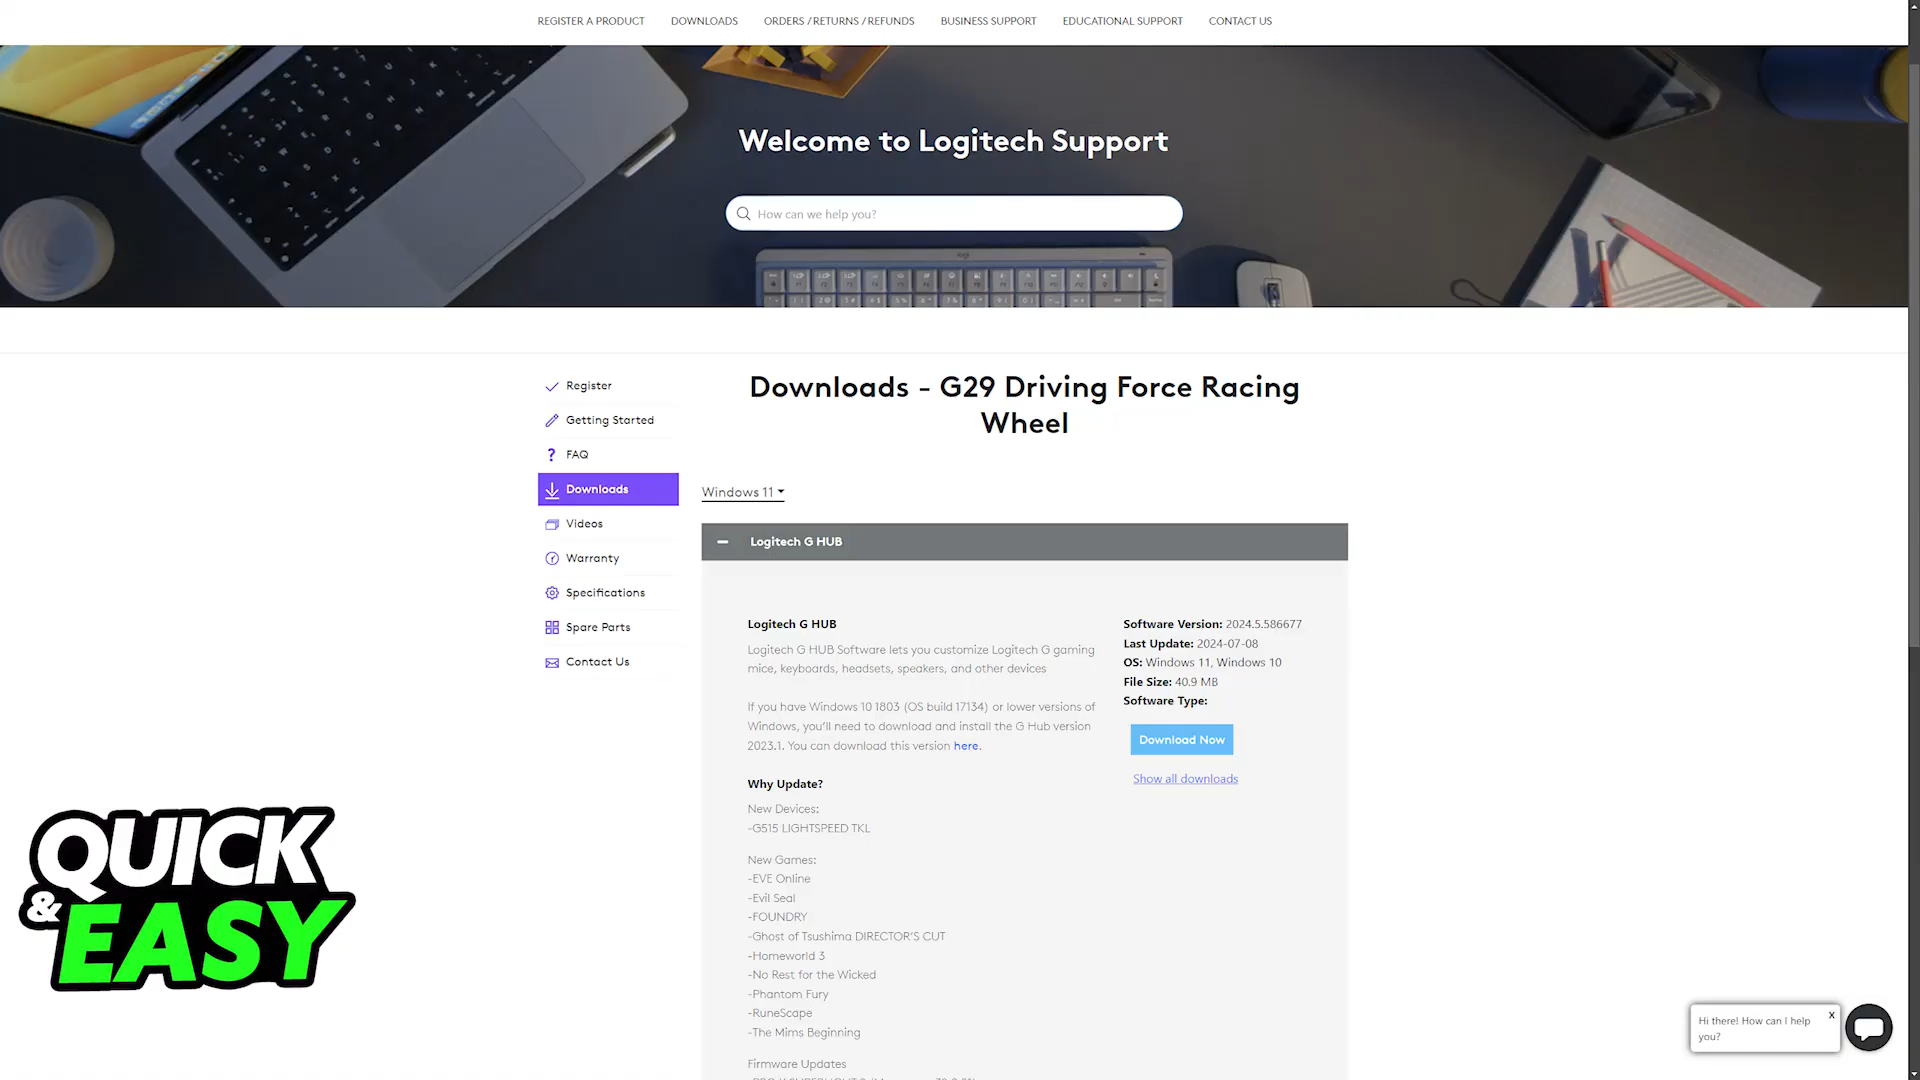 REGISTER A PRODUCT DOWNLOADS ORDERS / RETURNS / REFUNDS BUSINESS SUPPORT EDUCATIONAL SUPPORT CONTACT US
Welcome to Logitech Support
How can we help you?
Register
Getting Started
FAQ
Downloads
Videos
Warranty
Specifications
Spare Parts
Contact Us
Downloads - G29 Driving Force Racing
Wheel
Windows 11
Logitech G HUB
Logitech G HUB
Logitech G HUB Software lets you customize Logitech G gaming
mice, keyboards, headsets, speakers, and other devices
If you have Windows 10 1803 (OS build 17134) or lower versions of
Windows, you'll need to download and install the G Hub version
2023.1. You can download this version here.
Why Update?
New Devices:
-G515 LIGHTSPEED TKL
New Games:
-EVE Online
-Evil Seal
-FOUNDRY
-Ghost of Tsushima DIRECTOR'S CUT
-Homeworld 3
-No Rest for the Wicked
-Phantom Fury
-RuneScape
-The Mims Beginning
Firmware Updates
Software Version: 2024.5.586677
Last Update: 2024-07-08
OS: Windows 11, Windows 10
File Size: 40.9 MB
Software Type:
Download Now
Show all downloads
QUICK
& EASY
Hi there! How can I help x
you?